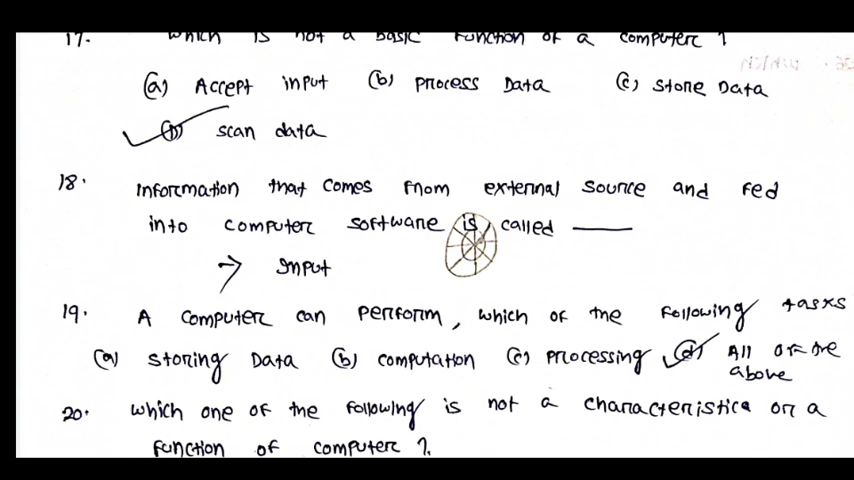 17. which is not a basic function of a computer ?
(a) Accept input (b) process Data (c) store Data
(D) scan data
18. Information that comes from external source and fed
into computer software is called ———
→ Input
19. A computer can perform, which of the following tasks
(a) storing Data (b) computation (c) processing (d) All of the
above
20. which one of the following is not a characteristics or a
function of computer ?